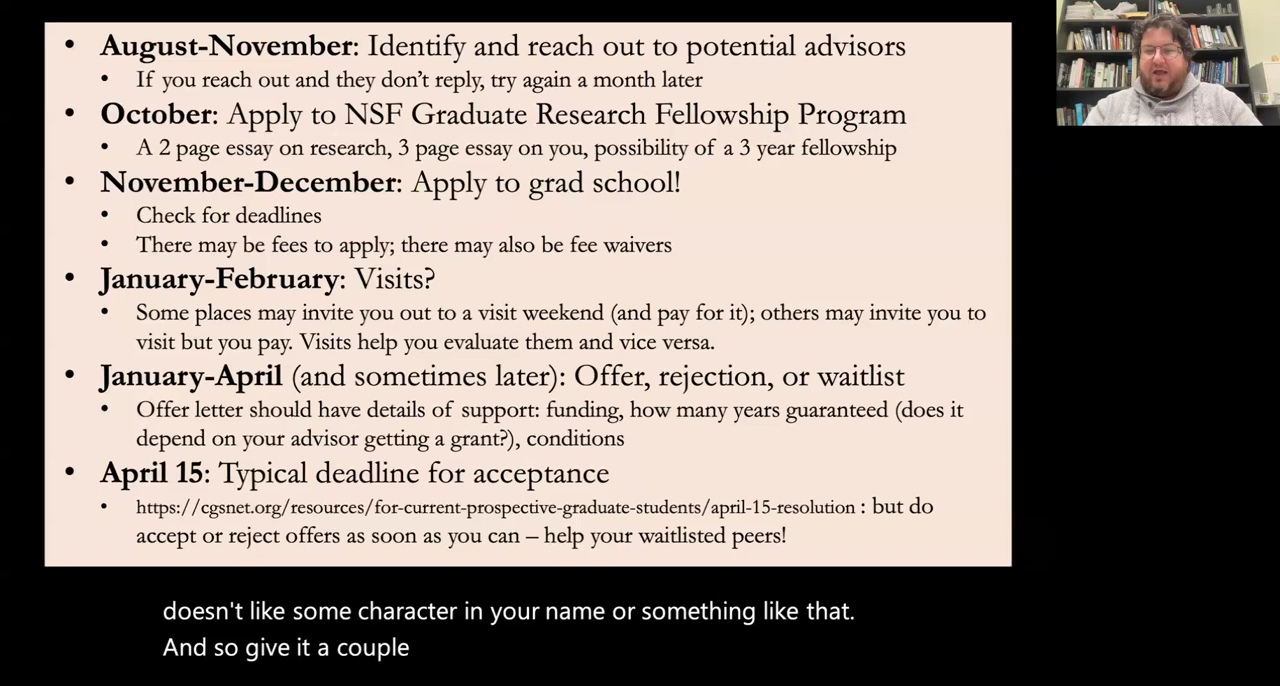 • August-November: Identify and reach out to potential advisors
• If you reach out and they don't reply, try again a month later
• October: Apply to NSF Graduate Research Fellowship Program
• A 2 page essay on research, 3 page essay on you, possibility of a 3 year fellowship
• November-December: Apply to grad school!
• Check for deadlines
• There may be fees to apply; there may also be fee waivers
• January-February: Visits?
• Some places may invite you out to a visit weekend (and pay for it); others may invite you to
visit but you pay. Visits help you evaluate them and vice versa.
• January-April (and sometimes later): Offer, rejection, or waitlist
• Offer letter should have details of support: funding, how many years guaranteed (does it
depend on your advisor getting a grant?), conditions
• April 15: Typical deadline for acceptance
• https://cgsnet.org/resources/for-current-prospective-graduate-students/april-15-resolution : but do
accept or reject offers as soon as you can – help your waitlisted peers!
doesn't like some character in your name or something like that.
And so give it a couple